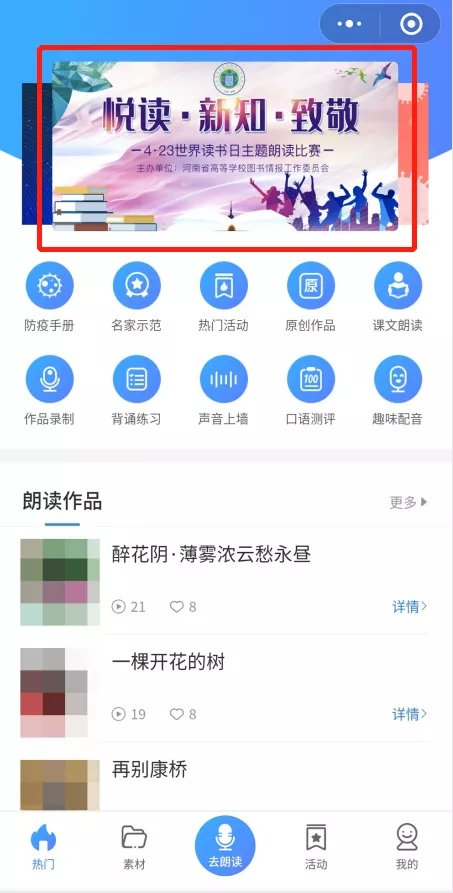 悦读·新知·致敬
4·23世界读书日主题朗读比赛
主办单位：河南省高等学校图书情报工作委员会
防疫手册 名家示范 热门活动 原创作品 课文朗读
原
作品录制 背诵练习 声音上墙 口语测评 趣味配音
100
朗读作品 更多
醉花阴·薄雾浓云愁永昼
21 8 详情
一棵开花的树
19 8 详情
再别康桥
热门 素材 去朗读 活动 我的